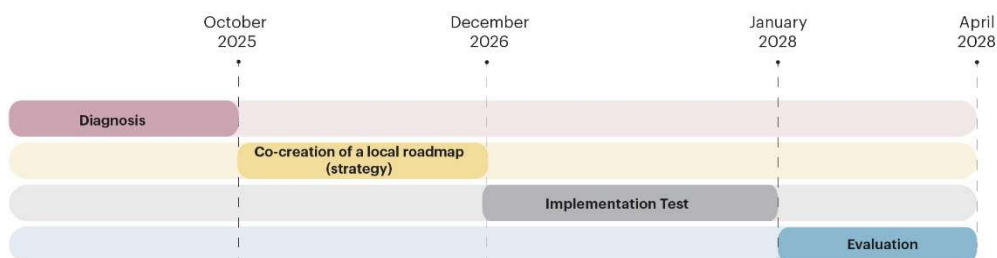 October
2025
December
2026
January
2028
April
2028
Diagnosis
Co-creation of a local roadmap
(strategy)
Implementation Test
Evaluation